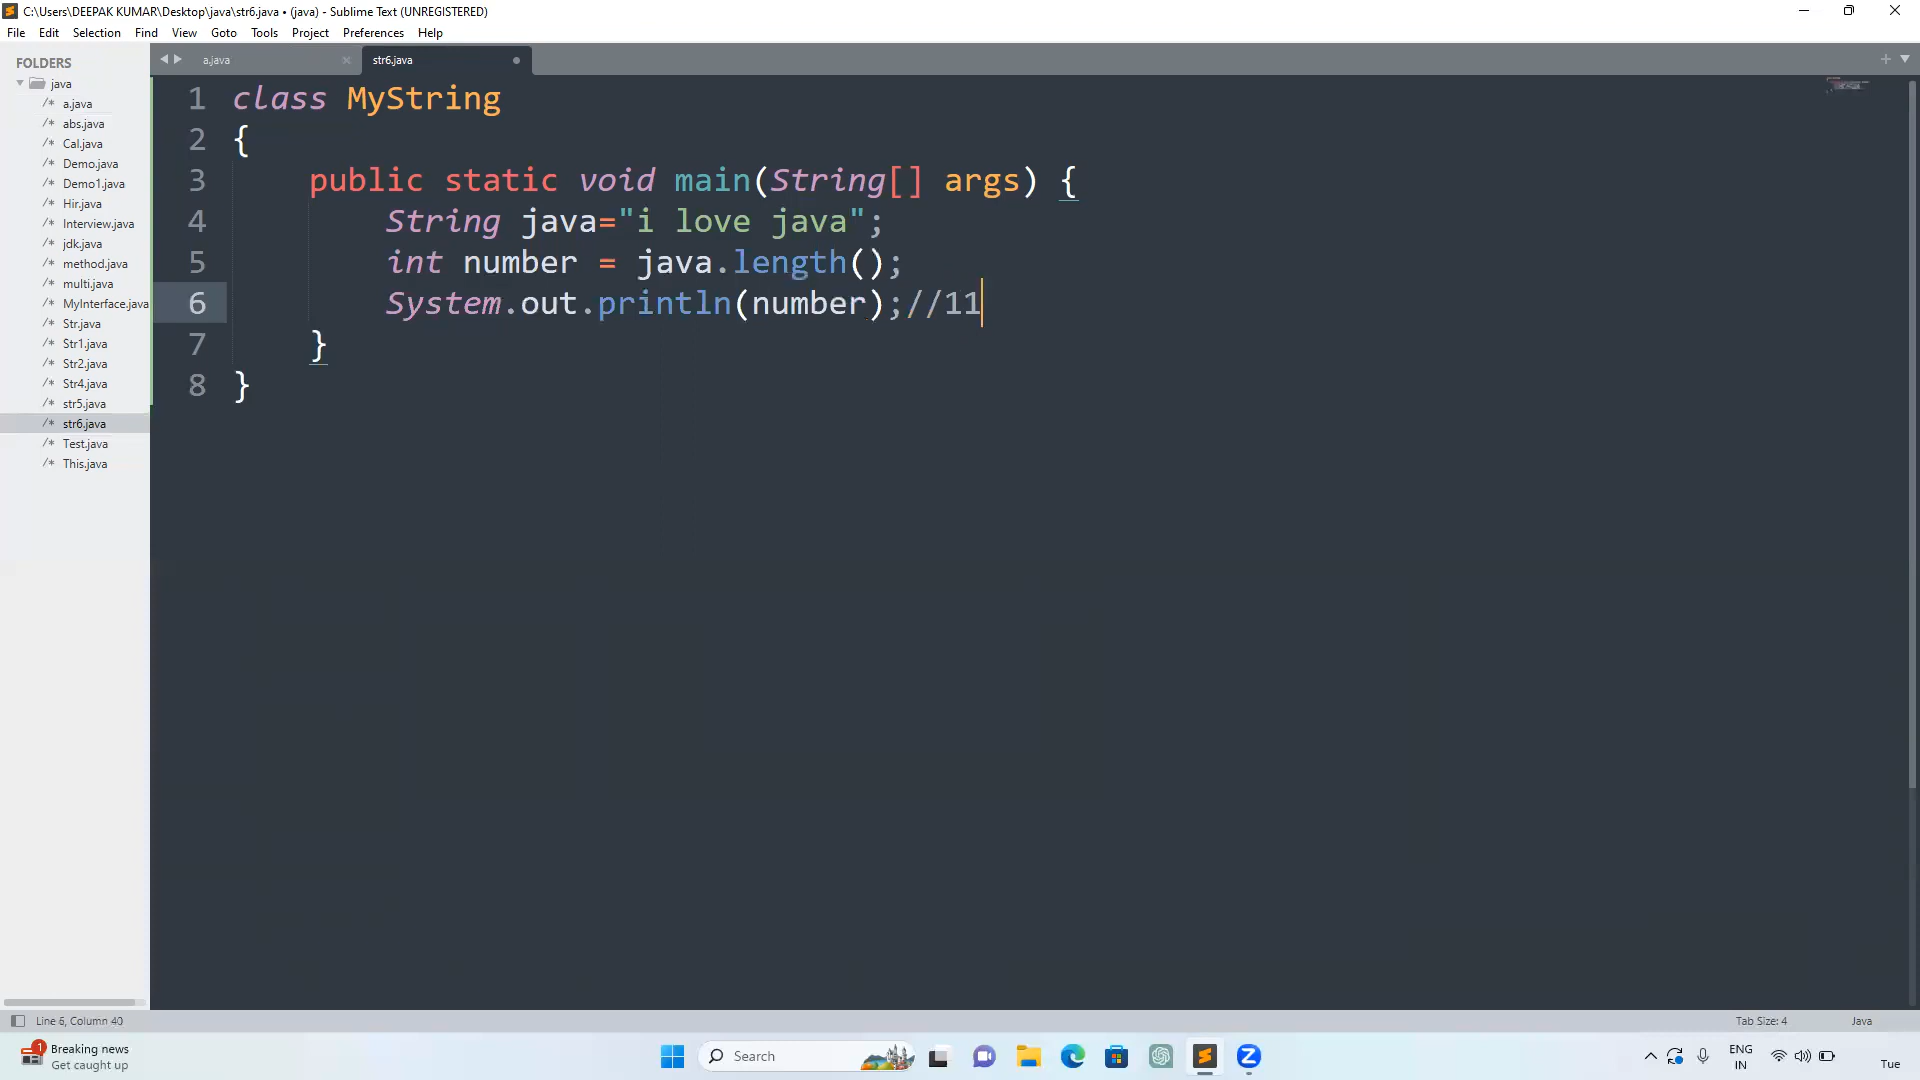 C:\Users\DEEPAK KUMAR\Desktop\java\str6.java • (java) - Sublime Text (UNREGISTERED)
File Edit Selection Find View Goto Tools Project Preferences Help
FOLDERS
java
/* a.java
/* abs.java
/* Cal.java
/* Demo.java
/* Demo1.java
/* Hir.java
/* Interview.java
/* jdk.java
/* method.java
/* multi.java
/* MyInterface.java
/* Str.java
/* Str1.java
/* Str2.java
/* Str4.java
/* str5.java
/* str6.java
/* Test.java
/* This.java
a.java str6.java
1 class MyString
2 {
3 public static void main(String[] args) {
4 String java="i love java";
5 int number = java.length();
6 System.out.println(number);//11
7 }
8 }
Line 6, Column 40 Tab Size: 4 Java
1 Breaking news
Get caught up
Search
ENG
IN
Tue